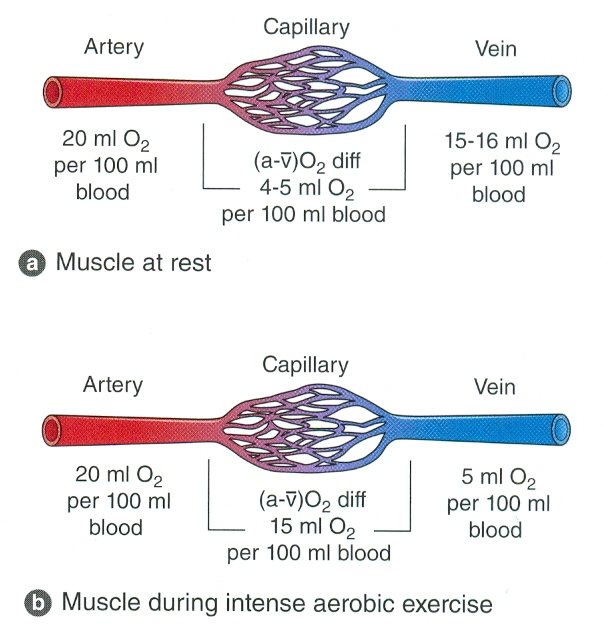 Capillary
Artery
Vein
20 ml O₂
per 100 ml
blood
(a-v̅)O₂ diff
4-5 ml O₂
per 100 ml blood
15-16 ml O₂
per 100 ml
blood
a Muscle at rest
Capillary
Artery
Vein
20 ml O₂
per 100 ml
blood
(a-v̅)O₂ diff
15 ml O₂
per 100 ml blood
5 ml O₂
per 100 ml
blood
b Muscle during intense aerobic exercise